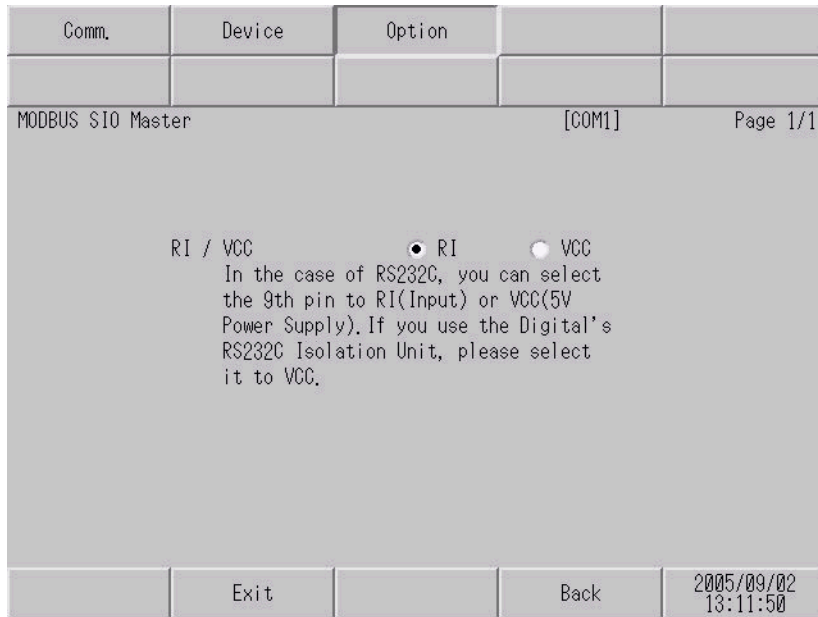 Comm. Device Option
MODBUS SIO Master [COM1] Page 1/1
RI / VCC RI VCC
In the case of RS232C, you can select
the 9th pin to RI(Input) or VCC(5V
Power Supply).If you use the Digital's
RS232C Isolation Unit, please select
it to VCC.
Exit Back 2005/09/02
13:11:50